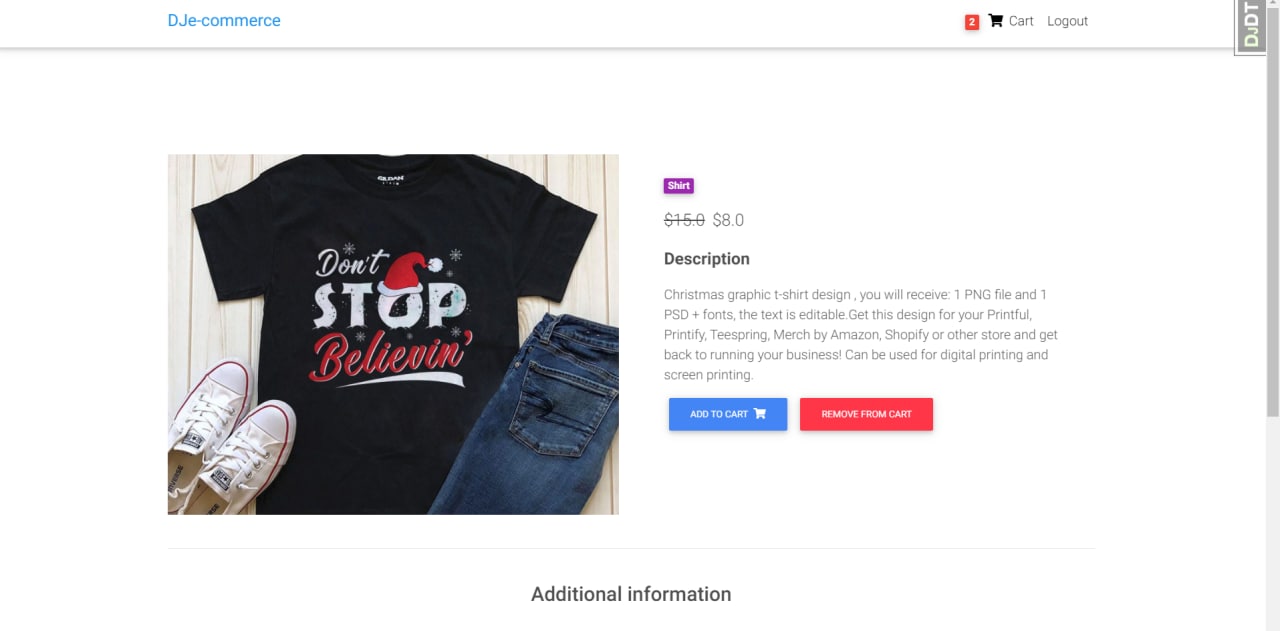 DJe-commerce
2 Cart Logout
DJDT
GILDAN
Don't
STOP
Believin'
Shirt
$15.0 $8.0
Description
Christmas graphic t-shirt design , you will receive: 1 PNG file and 1
PSD + fonts, the text is editable.Get this design for your Printful,
Printify, Teespring, Merch by Amazon, Shopify or other store and get
back to running your business! Can be used for digital printing and
screen printing.
ADD TO CART
REMOVE FROM CART
Additional information